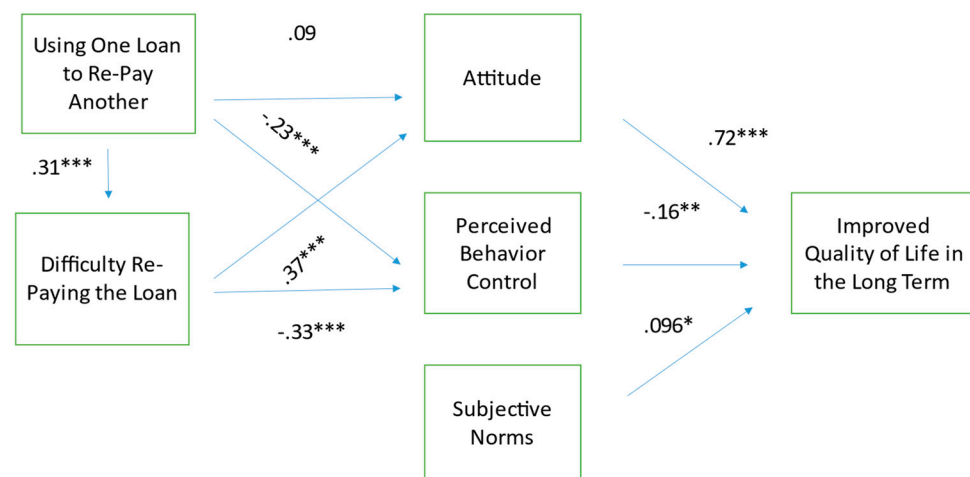 Using One Loan
to Re-Pay
Another
.09
Attitude
-.23***
.72***
.31***
Difficulty Re-
Paying the Loan
.37***
-.33***
Perceived
Behavior
Control
-.16**
Improved
Quality of Life in
the Long Term
.096*
Subjective
Norms